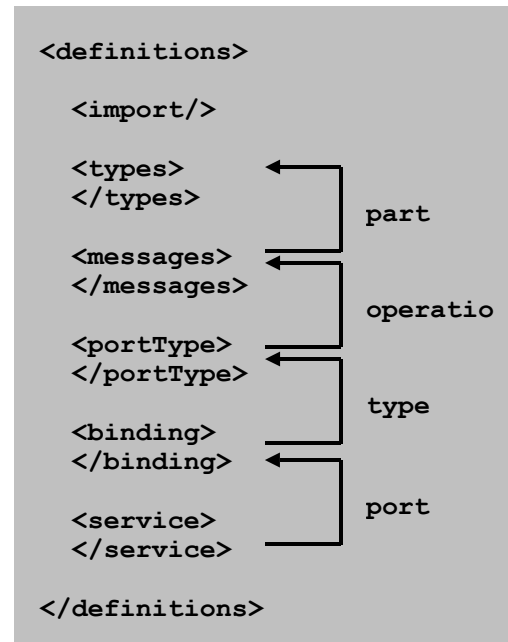 <definitions>
<import/>
<types>
</types>
part
<messages>
</messages>
operatio
<portType>
</portType>
type
<binding>
</binding>
port
<service>
</service>
</definitions>